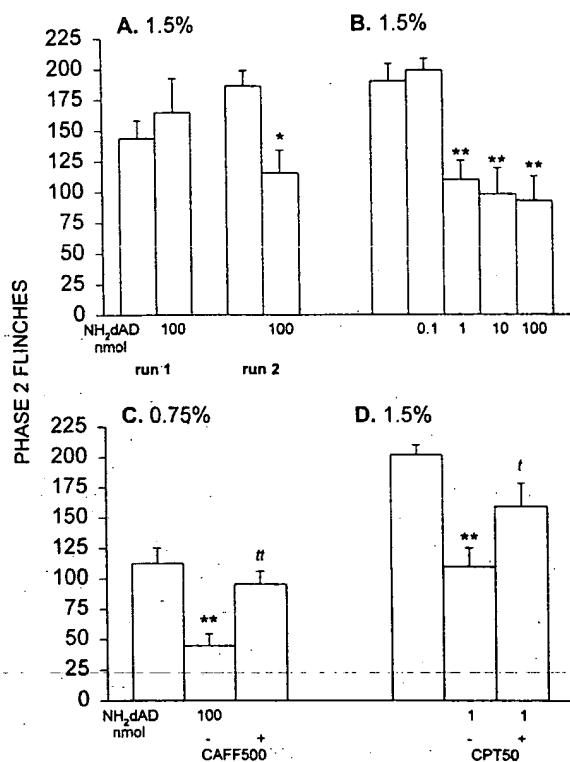 PHASE 2 FLINCHES
A. 1.5%
B. 1.5%
225
200
175
150
125
100
75
50
25
0
*
** ** **
NH₂dAD 100 100 0.1 1 10 100
nmol
run 1 run 2
C. 0.75%
D. 1.5%
225
200
175
150
125
100
75
50
25
0
** tt ** t
NH₂dAD 100 1 1
nmol
- + - +
CAFF500 CPT50